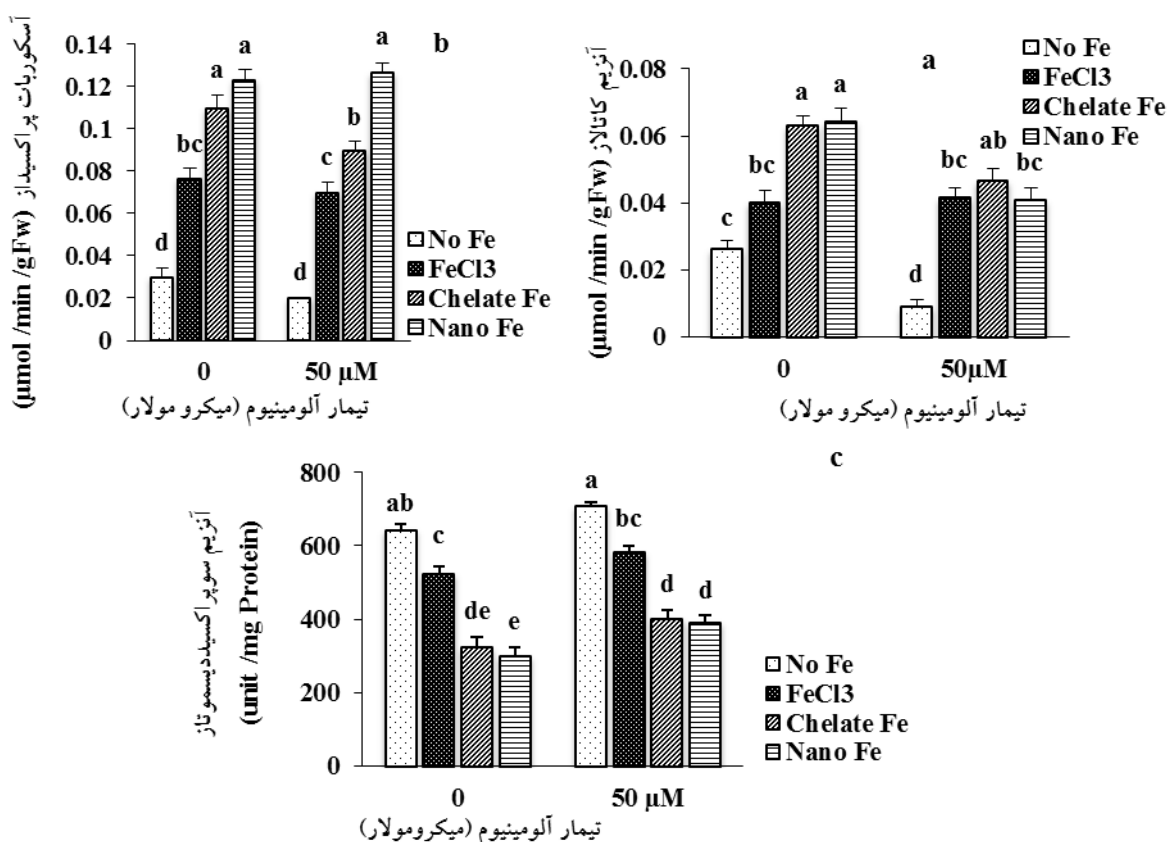 b
آسکوربات پراکسیداز
(µmol /min /gFw)
0.14
0.12
0.1
0.08
0.06
0.04
0.02
0
d
bc
a
a
d
c
b
a
No Fe
FeCl3
Chelate Fe
Nano Fe
0
50 µM
تیمار آلومینیوم (میکرو مولار)
a
آنزیم کاتالاز
(µmol /min /gFw)
0.08
0.06
0.04
0.02
0
c
bc
a
a
d
bc
ab
bc
No Fe
FeCl3
Chelate Fe
Nano Fe
0
50µM
تیمار آلومینیوم (میکرو مولار)
c
آنزیم سوپراکسیددیسموتاز
(unit /mg Protein)
800
600
400
200
0
ab
c
de
e
a
bc
d
d
No Fe
FeCl3
Chelate Fe
Nano Fe
0
50 µM
تیمار آلومینیوم (میکرومولار)